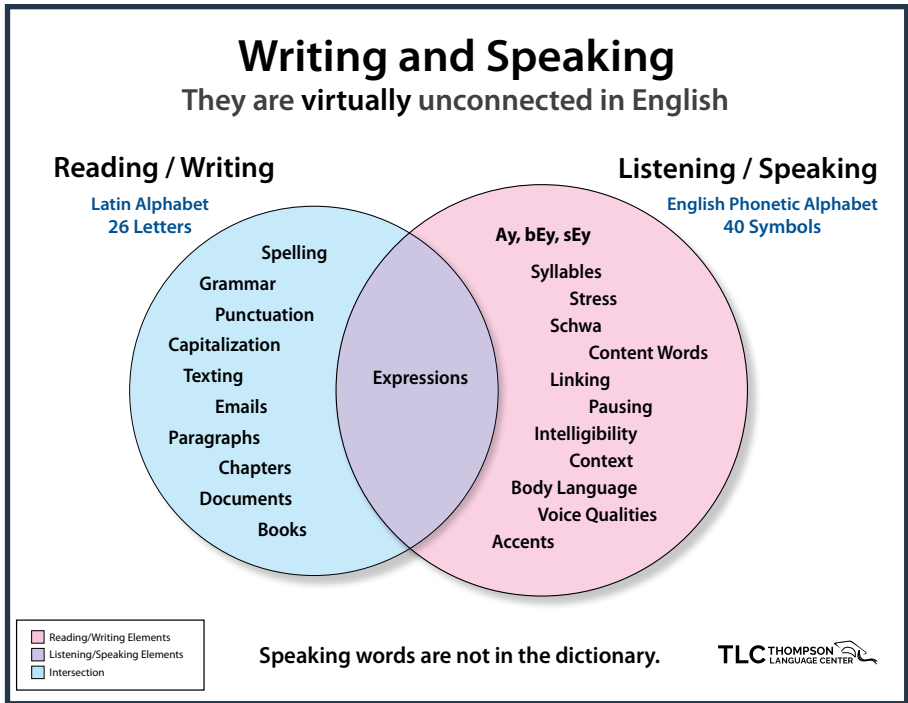 Writing and Speaking
They are virtually unconnected in English
Reading / Writing
Latin Alphabet
26 Letters
Spelling
Grammar
Punctuation
Capitalization
Texting
Emails
Paragraphs
Chapters
Documents
Books
Expressions
Listening / Speaking
English Phonetic Alphabet
40 Symbols
Ay, bEy, sEy
Syllables
Stress
Schwa
Content Words
Linking
Pausing
Intelligibility
Context
Body Language
Voice Qualities
Accents
Reading/Writing Elements
Listening/Speaking Elements
Intersection
Speaking words are not in the dictionary.
TLC THOMPSON
LANGUAGE CENTER